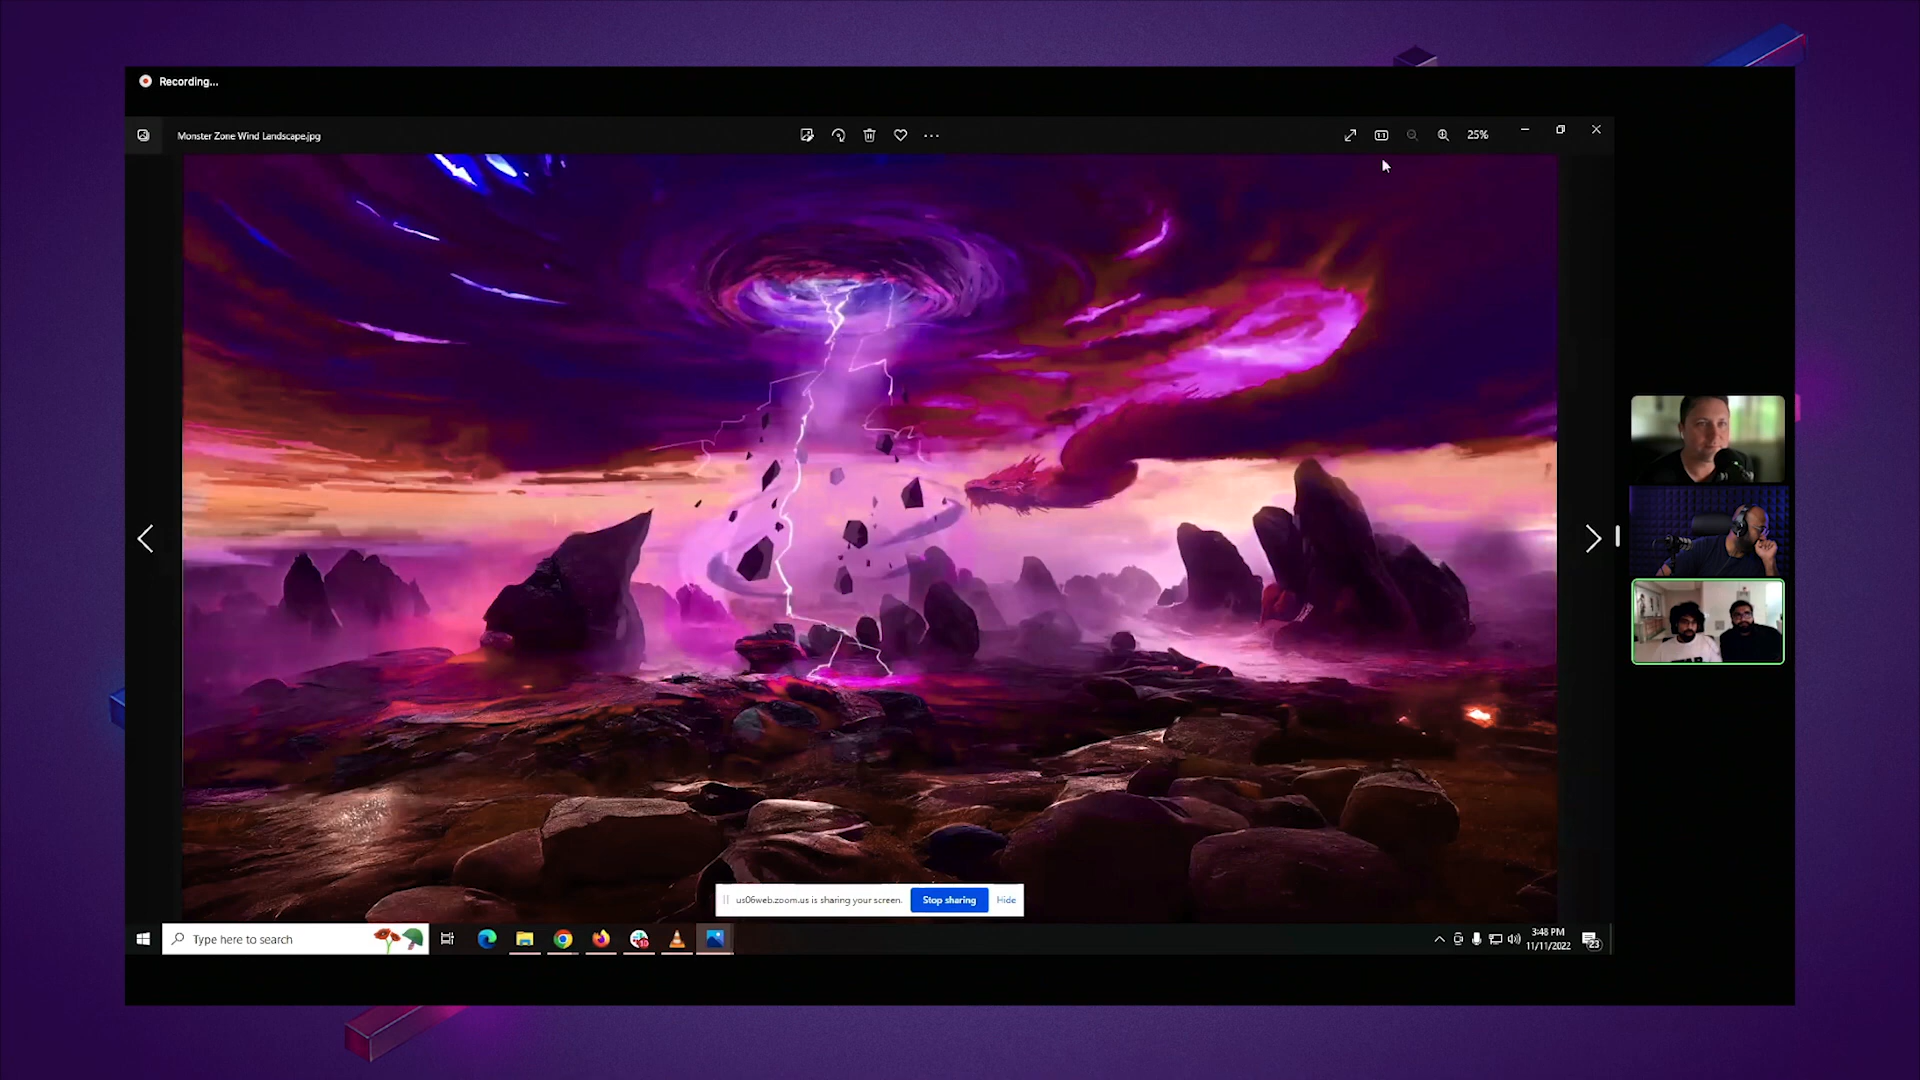 Recording...
Monster Zone Wind Landscape.jpg
25%
us06web.zoom.us is sharing your screen.
Stop sharing
Hide
Type here to search
3:48 PM
11/11/2022
23